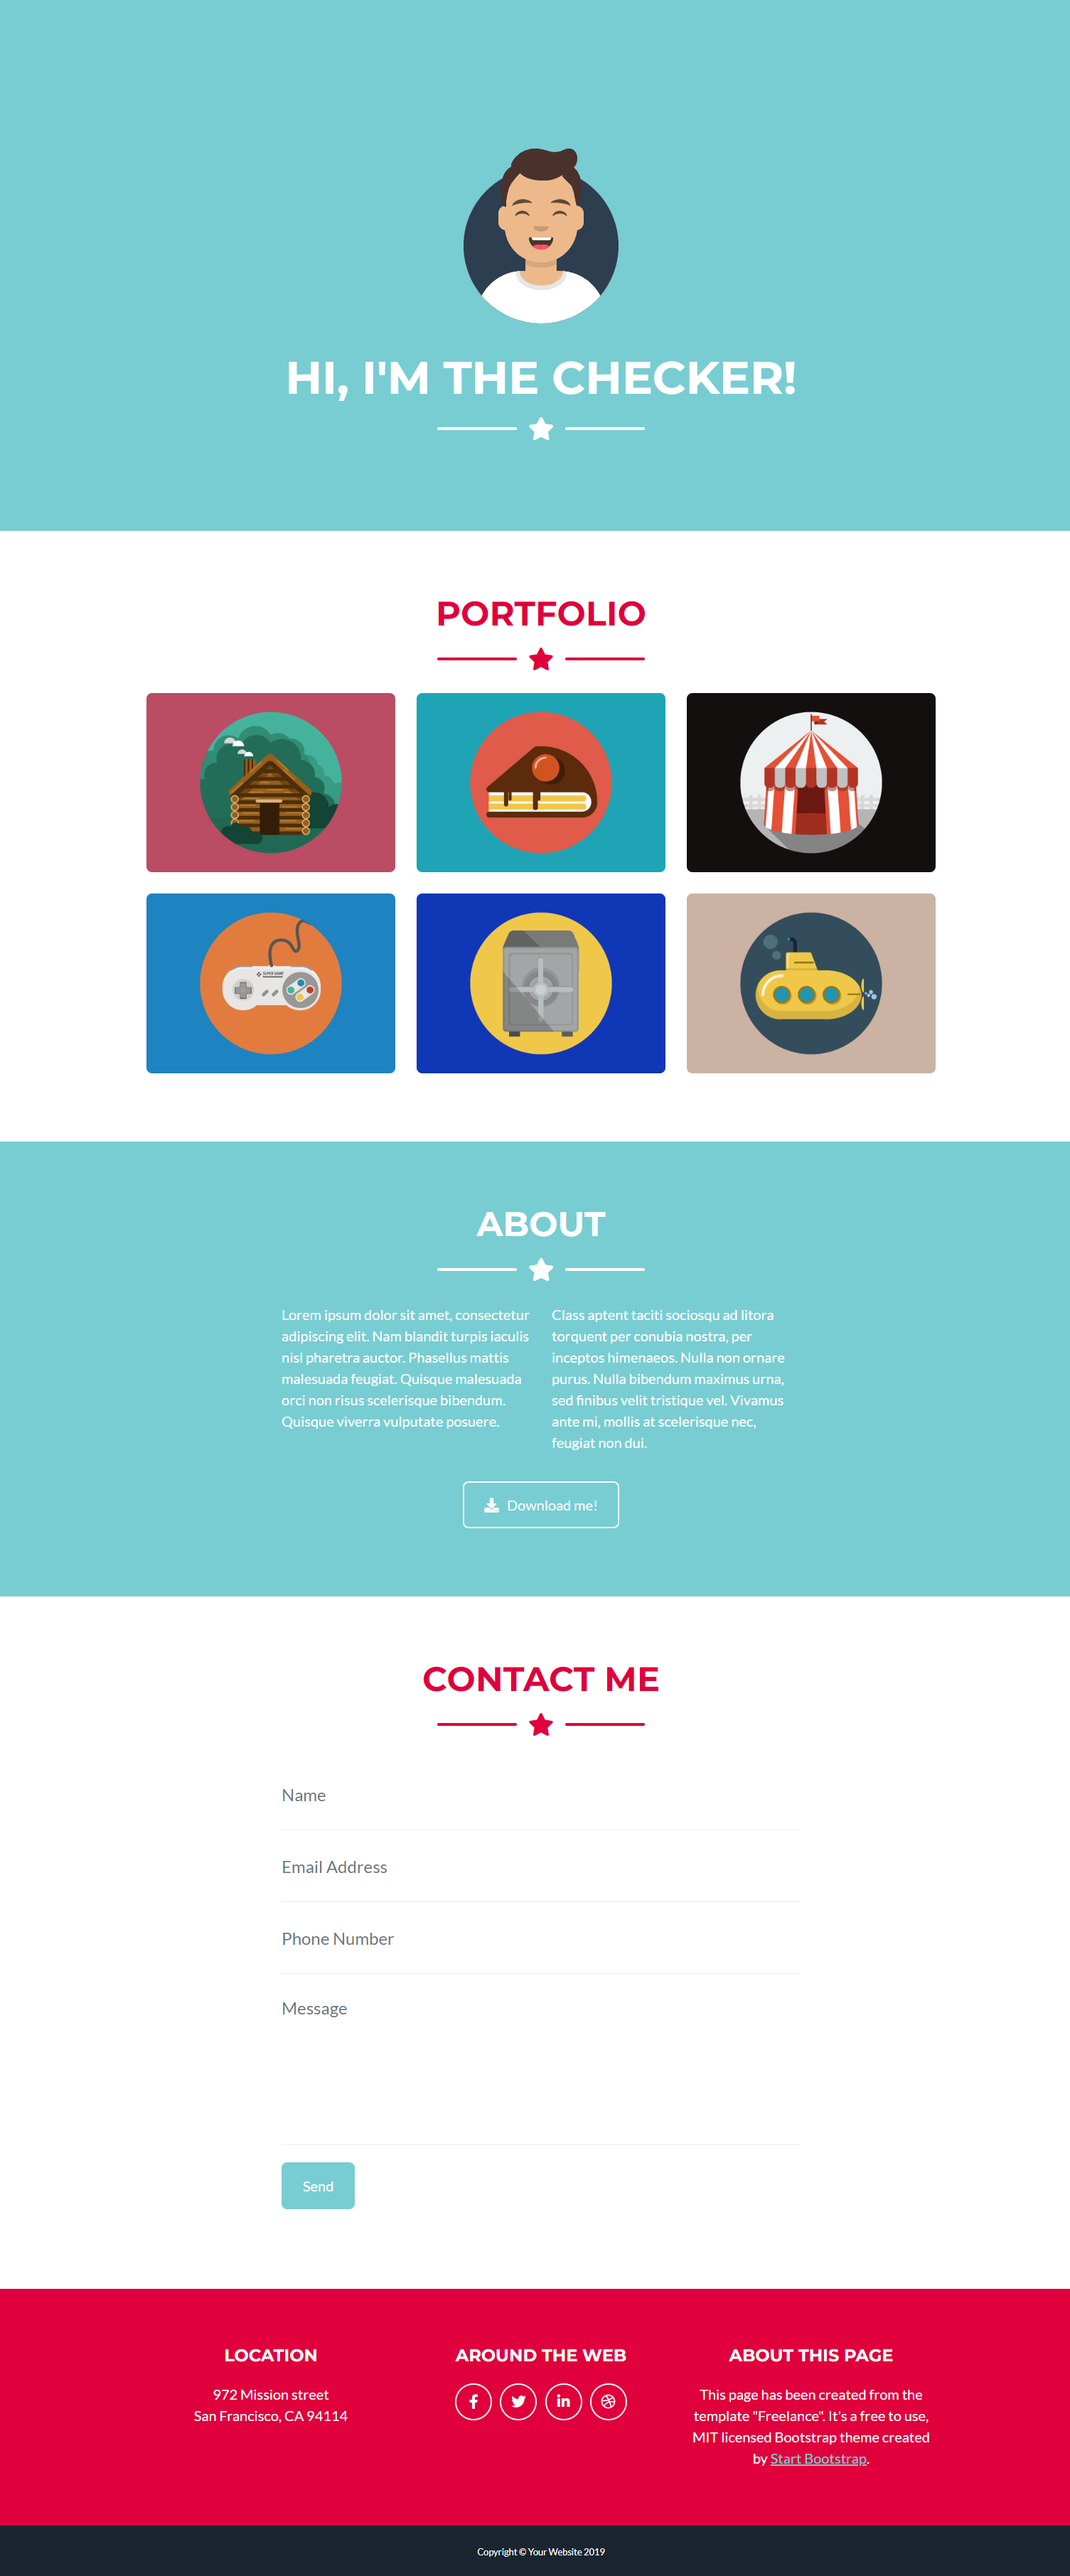 HI, I'M THE CHECKER!
PORTFOLIO
SUPER GAME
ABOUT
Lorem ipsum dolor sit amet, consectetur
adipiscing elit. Nam blandit turpis iaculis
nisl pharetra auctor. Phasellus mattis
malesuada feugiat. Quisque malesuada
orci non risus scelerisque bibendum.
Quisque viverra vulputate posuere.
Class aptent taciti sociosqu ad litora
torquent per conubia nostra, per
inceptos himenaeos. Nulla non ornare
purus. Nulla bibendum maximus urna,
sed finibus velit tristique vel. Vivamus
ante mi, mollis at scelerisque nec,
feugiat non dui.
Download me!
CONTACT ME
Name
Email Address
Phone Number
Message
Send
LOCATION
972 Mission street
San Francisco, CA 94114
AROUND THE WEB
ABOUT THIS PAGE
This page has been created from the
template "Freelance". It's a free to use,
MIT licensed Bootstrap theme created
by Start Bootstrap.
Copyright © Your Website 2019